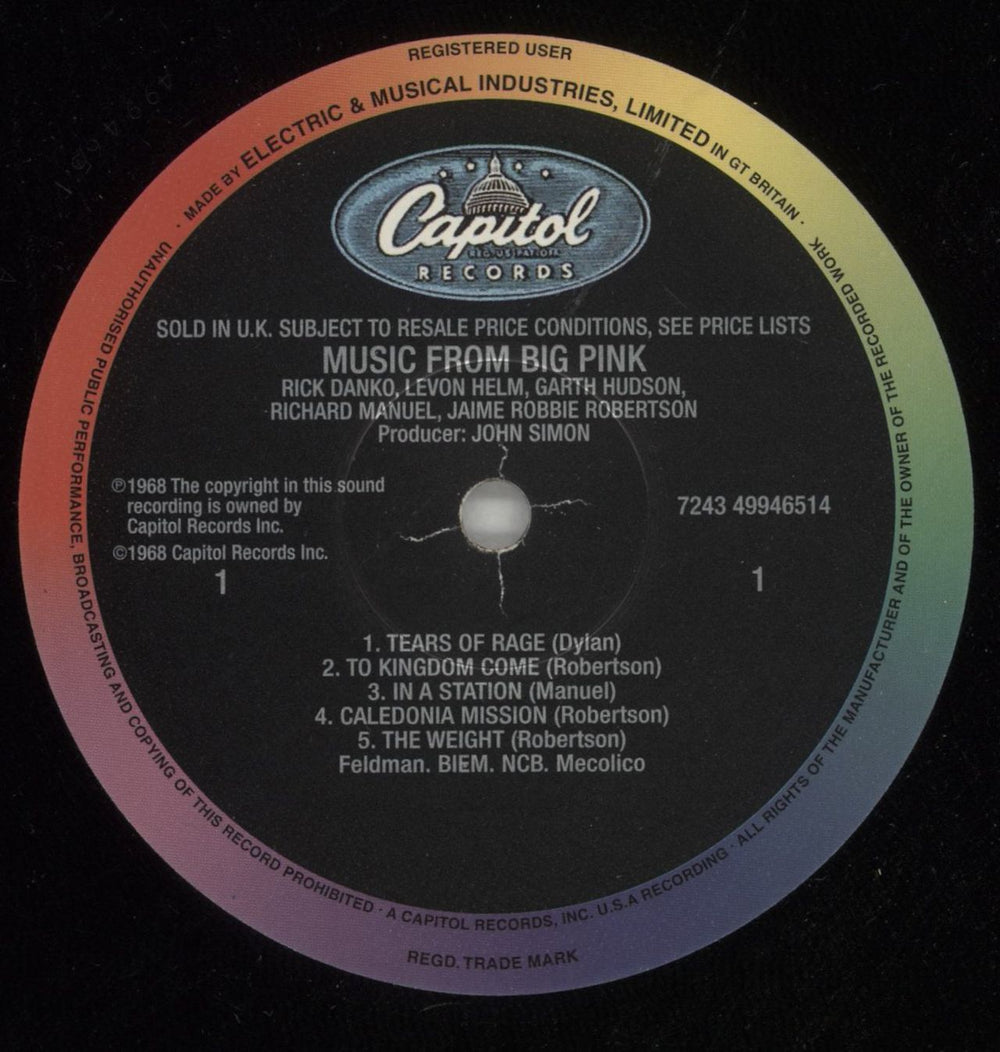 REGISTERED USER
· MADE BY ELECTRIC & MUSICAL INDUSTRIES, LIMITED IN GT BRITAIN ·
Capitol
REG. U.S. PAT. OFF.
RECORDS
SOLD IN U.K. SUBJECT TO RESALE PRICE CONDITIONS, SEE PRICE LISTS
MUSIC FROM BIG PINK
RICK DANKO, LEVON HELM, GARTH HUDSON,
RICHARD MANUEL, JAIME ROBBIE ROBERTSON
Producer: JOHN SIMON
℗1968 The copyright in this sound
recording is owned by
Capitol Records Inc.
©1968 Capitol Records Inc.
7243 49946514
1
1
1. TEARS OF RAGE (Dylan)
2. TO KINGDOM COME (Robertson)
3. IN A STATION (Manuel)
4. CALEDONIA MISSION (Robertson)
5. THE WEIGHT (Robertson)
Feldman. BIEM. NCB. Mecolico
UNAUTHORISED PUBLIC PERFORMANCE, BROADCASTING AND COPYING OF THIS RECORD PROHIBITED · A CAPITOL RECORDS, INC. U.S.A RECORDING · ALL RIGHTS OF THE MANUFACTURER AND OF THE OWNER OF THE RECORDED WORK
REGD. TRADE MARK